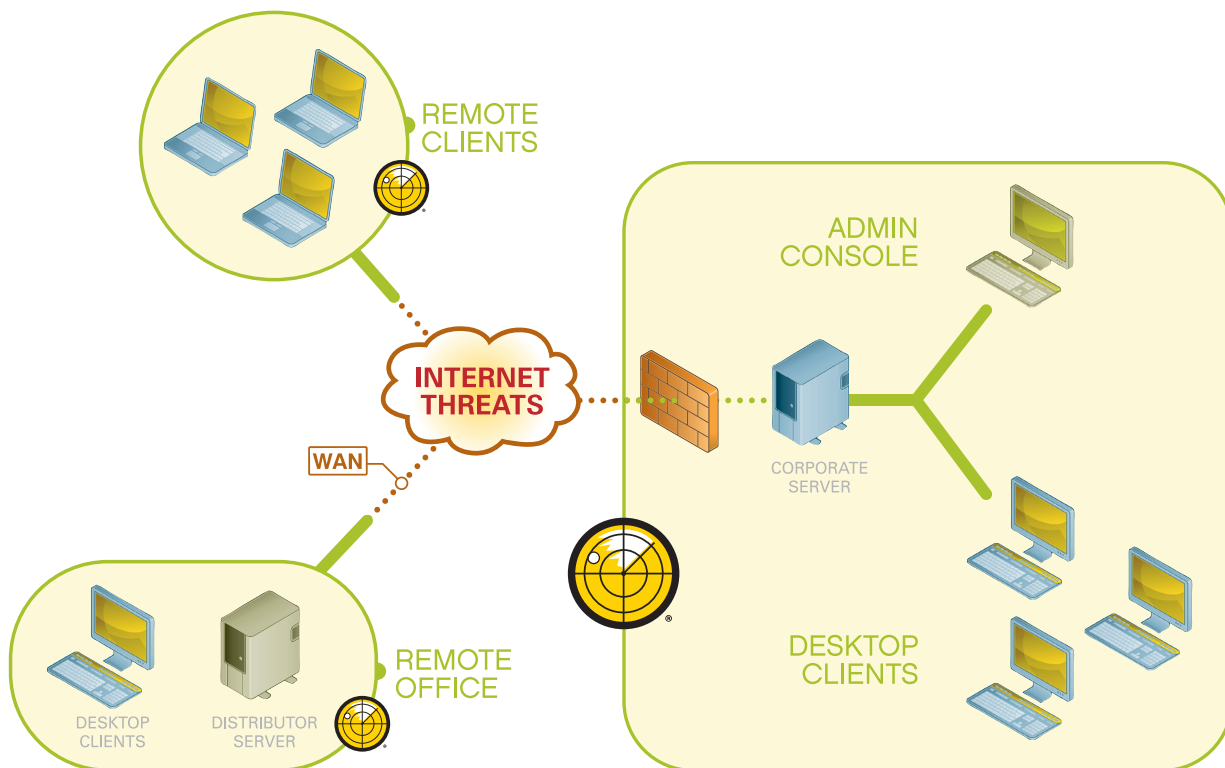 REMOTE
CLIENTS
®
ADMIN
CONSOLE
INTERNET
THREATS
CORPORATE
SERVER
WAN
®
DESKTOP
CLIENTS
REMOTE
OFFICE
DESKTOP
CLIENTS
DISTRIBUTOR
SERVER
®